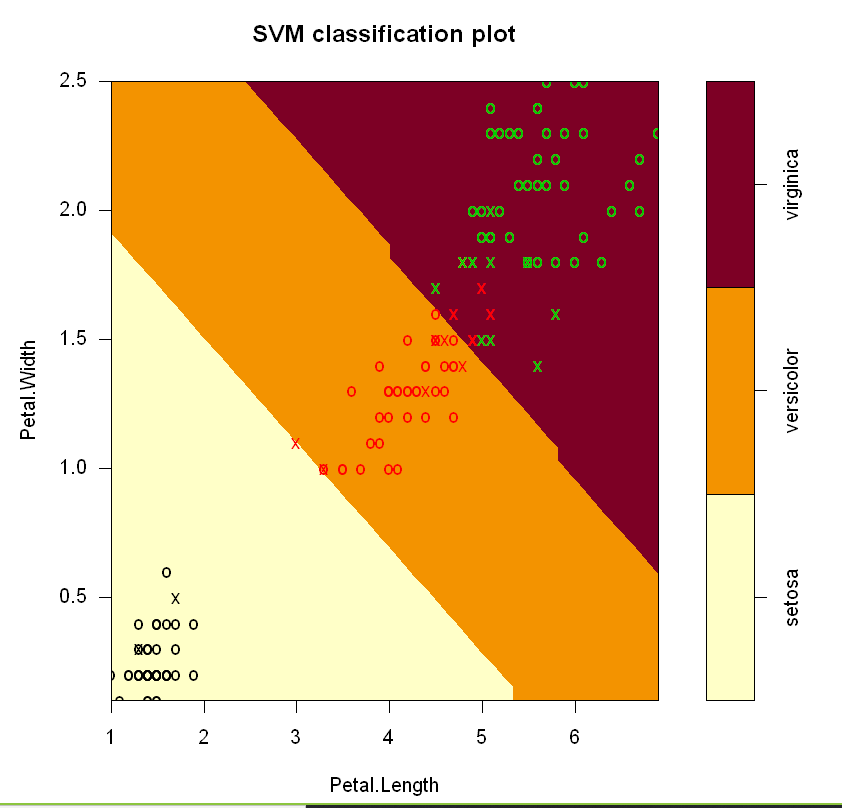 SVM classification plot
2.5
2.0
1.5
1.0
0.5
Petal.Width
1 2 3 4 5 6
Petal.Length
virginica
versicolor
setosa